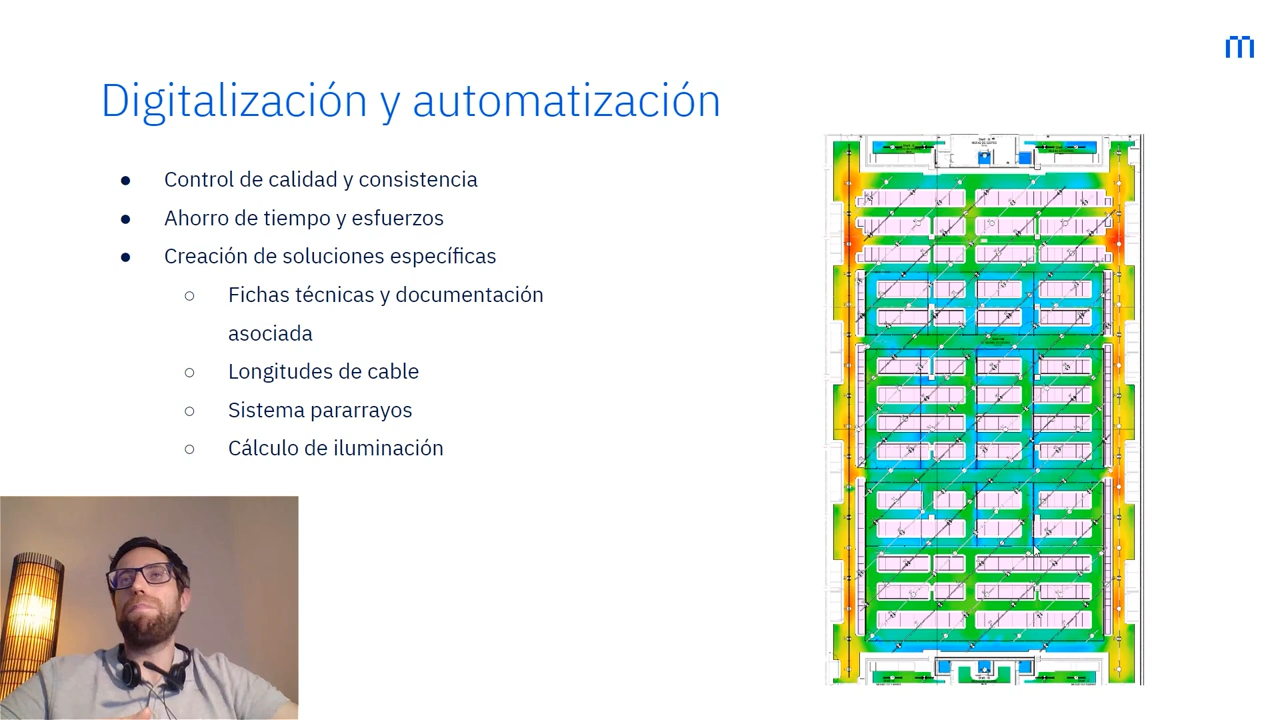 m
Digitalización y automatización
● Control de calidad y consistencia
● Ahorro de tiempo y esfuerzos
● Creación de soluciones específicas
○ Fichas técnicas y documentación
asociada
○ Longitudes de cable
○ Sistema pararrayos
○ Cálculo de iluminación